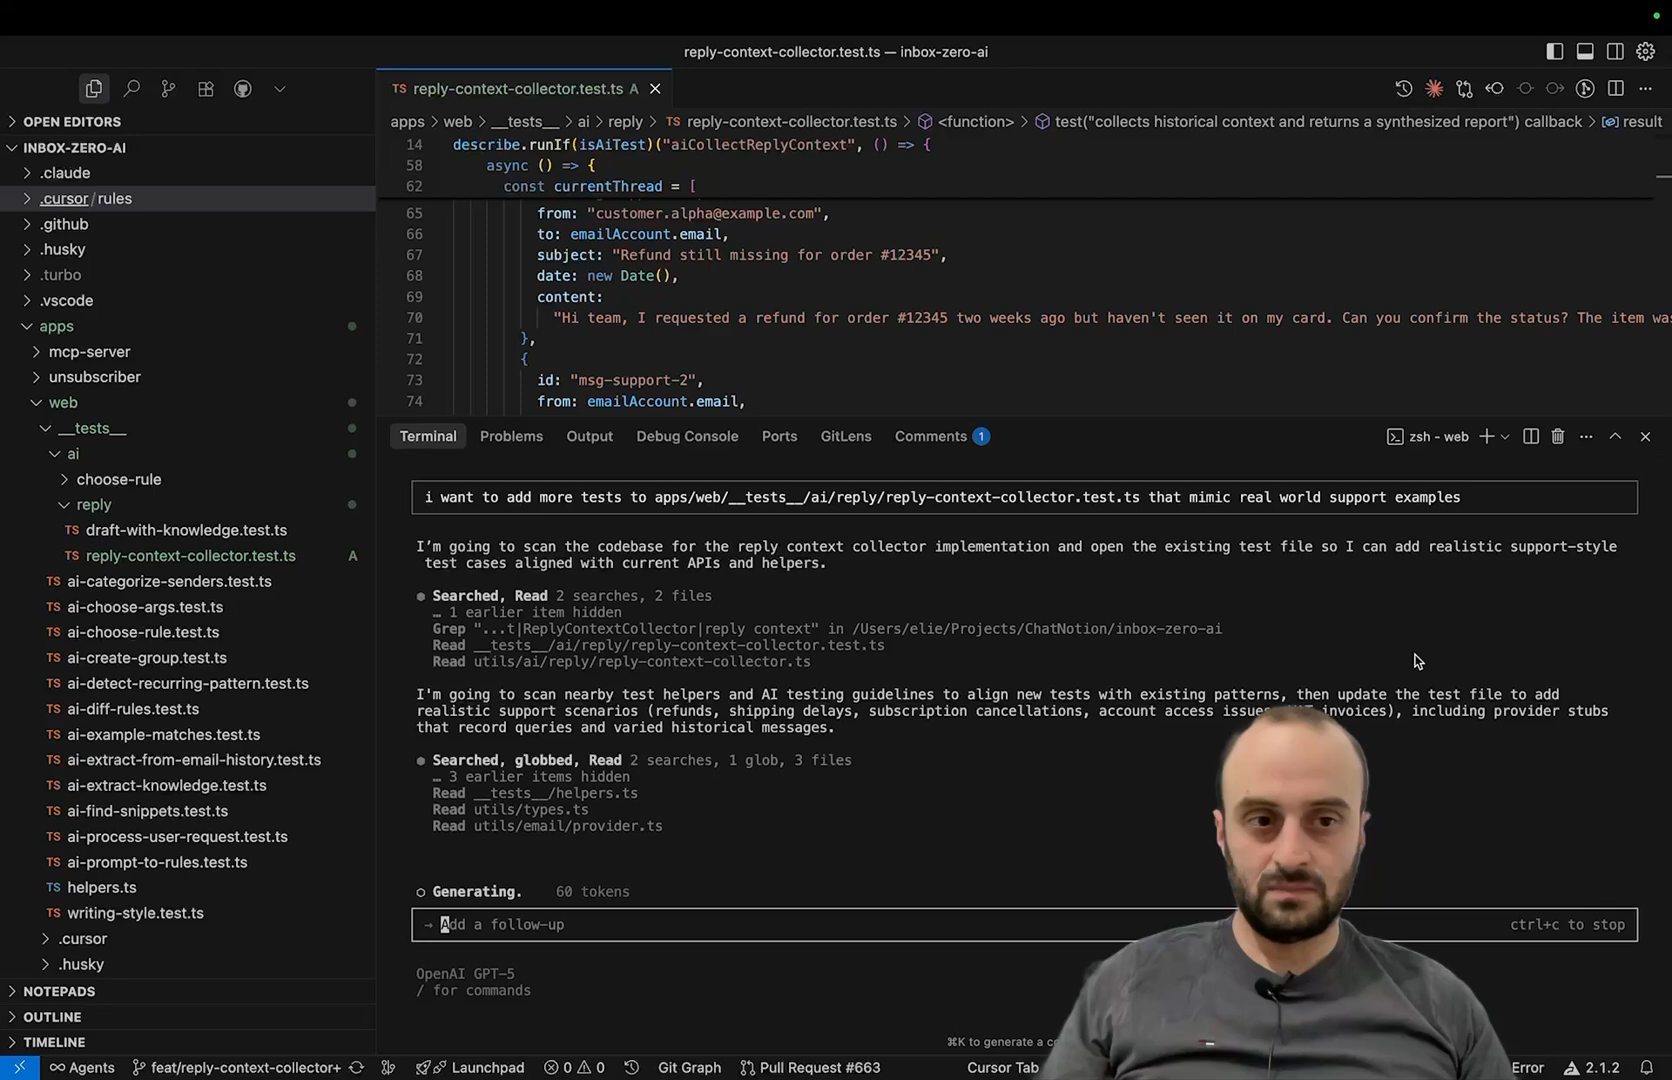 reply-context-collector.test.ts — inbox-zero-ai
OPEN EDITORS
INBOX-ZERO-AI
.claude
.cursor/rules
.github
.husky
.turbo
.vscode
apps
mcp-server
unsubscriber
web
__tests__
ai
choose-rule
reply
TS draft-with-knowledge.test.ts
TS reply-context-collector.test.ts A
TS ai-categorize-senders.test.ts
TS ai-choose-args.test.ts
TS ai-choose-rule.test.ts
TS ai-create-group.test.ts
TS ai-detect-recurring-pattern.test.ts
TS ai-diff-rules.test.ts
TS ai-example-matches.test.ts
TS ai-extract-from-email-history.test.ts
TS ai-extract-knowledge.test.ts
TS ai-find-snippets.test.ts
TS ai-process-user-request.test.ts
TS ai-prompt-to-rules.test.ts
TS helpers.ts
TS writing-style.test.ts
.cursor
.husky
NOTEPADS
OUTLINE
TIMELINE
TS reply-context-collector.test.ts A
apps > web > __tests__ > ai > reply > TS reply-context-collector.test.ts > <function> > test("collects historical context and returns a synthesized report") callback > result
14 describe.runIf(isAiTest)("aiCollectReplyContext", () => {
58 async () => {
62 const currentThread = [
65 from: "customer.alpha@example.com",
66 to: emailAccount.email,
67 subject: "Refund still missing for order #12345",
68 date: new Date(),
69 content:
70 "Hi team, I requested a refund for order #12345 two weeks ago but haven't seen it on my card. Can you confirm the status? The item was
71 },
72 {
73 id: "msg-support-2",
74 from: emailAccount.email,
Terminal Problems Output Debug Console Ports GitLens Comments 1 zsh - web
i want to add more tests to apps/web/__tests__/ai/reply/reply-context-collector.test.ts that mimic real world support examples
I’m going to scan the codebase for the reply context collector implementation and open the existing test file so I can add realistic support-style
test cases aligned with current APIs and helpers.
Searched, Read 2 searches, 2 files
… 1 earlier item hidden
Grep "...t|ReplyContextCollector|reply context" in /Users/elie/Projects/ChatNotion/inbox-zero-ai
Read __tests__/ai/reply/reply-context-collector.test.ts
Read utils/ai/reply/reply-context-collector.ts
I'm going to scan nearby test helpers and AI testing guidelines to align new tests with existing patterns, then update the test file to add
realistic support scenarios (refunds, shipping delays, subscription cancellations, account access invoices), including provider stubs
that record queries and varied historical messages.
Searched, globbed, Read 2 searches, 1 glob, 3 files
… 3 earlier items hidden
Read __tests__/helpers.ts
Read utils/types.ts
Read utils/email/provider.ts
Generating. 60 tokens
→ Add a follow-up ctrl+c to stop
OpenAI GPT-5
/ for commands
⌘K to generate a
Agents feat/reply-context-collector+ Launchpad 0 0 Git Graph Pull Request #663 Cursor Tab Error 2.1.2